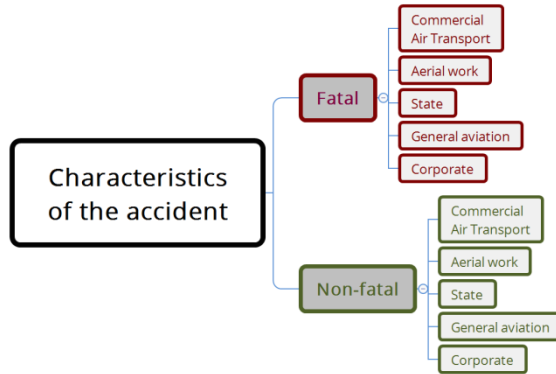 Characteristics
of the accident
Fatal
Commercial
Air Transport
Aerial work
State
General aviation
Corporate
Non-fatal
Commercial
Air Transport
Aerial work
State
General aviation
Corporate